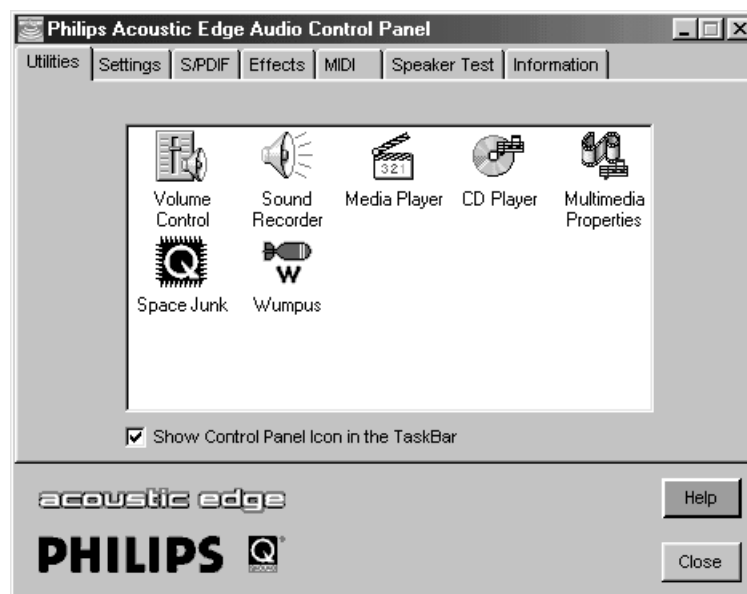 Philips Acoustic Edge Audio Control Panel
Utilities Settings S/PDIF Effects MIDI Speaker Test Information
321
Volume Control
Sound Recorder
Media Player
CD Player
Multimedia Properties
Q
W
Space Junk
Wumpus
Show Control Panel Icon in the TaskBar
acoustic edge
Help
PHILIPS Q
Close